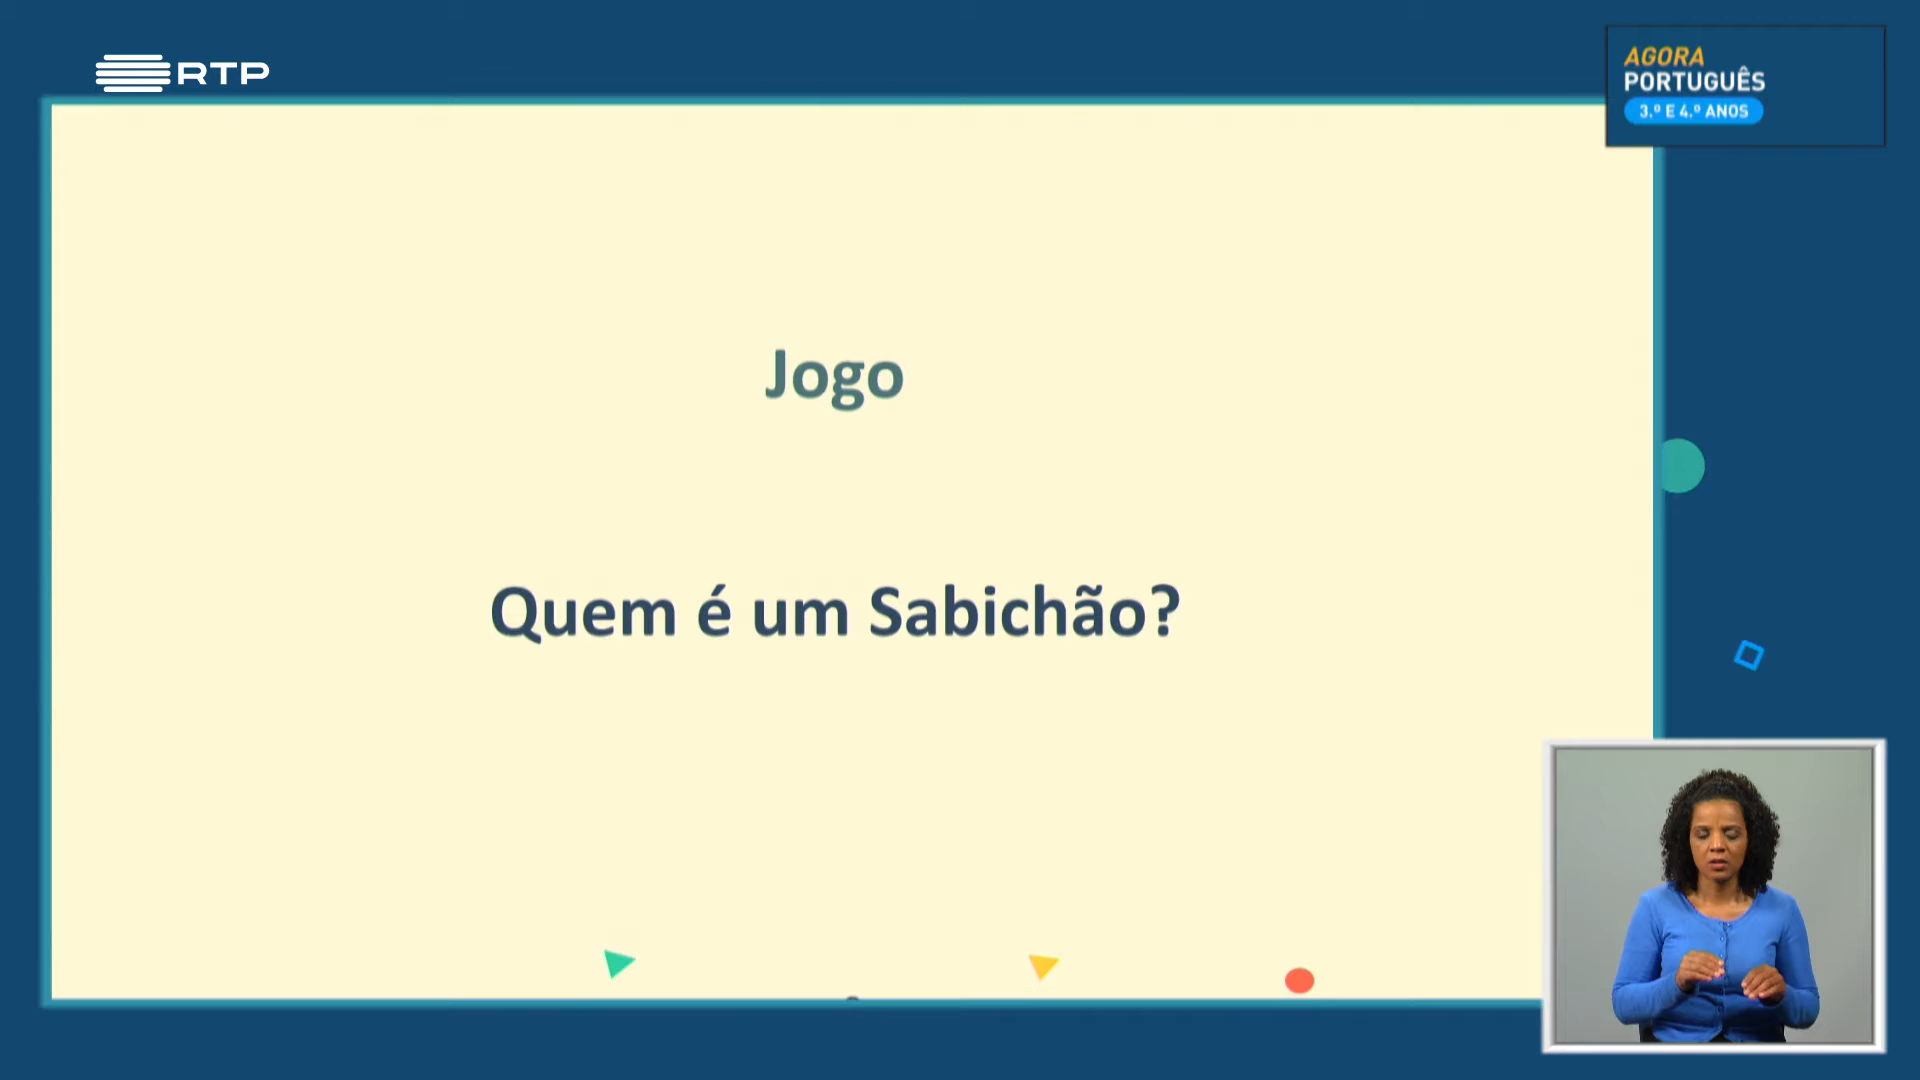 RTP
AGORA
PORTUGUÊS
3.º E 4.º ANOS
Jogo
Quem é um Sabichão?